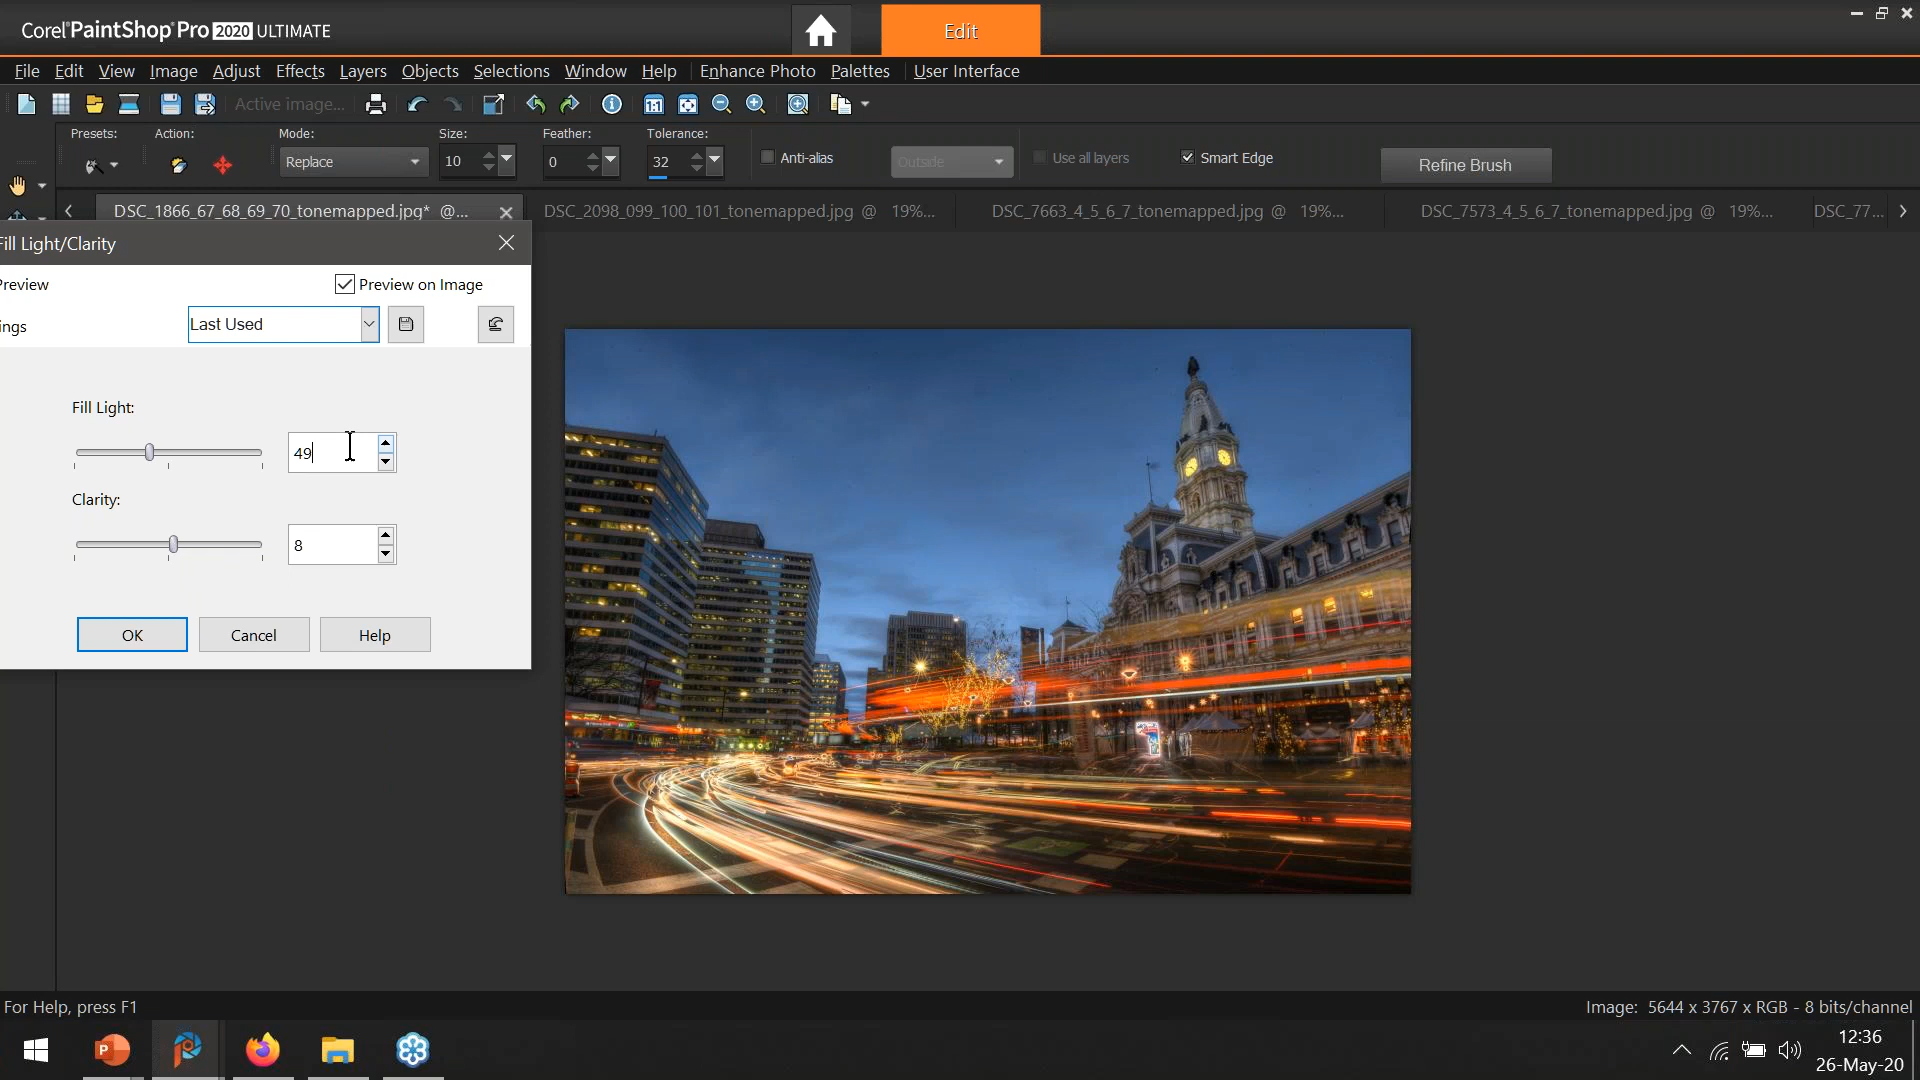 Corel PaintShop Pro 2020 ULTIMATE
Edit
File Edit View Image Adjust Effects Layers Objects Selections Window Help Enhance Photo Palettes User Interface
Active image...
Presets: Action: Mode: Size: Feather: Tolerance:
Replace 10 0 32 Anti-alias Outside Use all layers Smart Edge Refine Brush
DSC_1866_67_68_69_70_tonemapped.jpg* @... DSC_2098_099_100_101_tonemapped.jpg @ 19%... DSC_7663_4_5_6_7_tonemapped.jpg @ 19%... DSC_7573_4_5_6_7_tonemapped.jpg @ 19%... DSC_77...
Fill Light/Clarity
Preview Preview on Image
ings Last Used
Fill Light:
49
Clarity:
8
OK Cancel Help
For Help, press F1 Image: 5644 x 3767 x RGB - 8 bits/channel
12:36
26-May-20